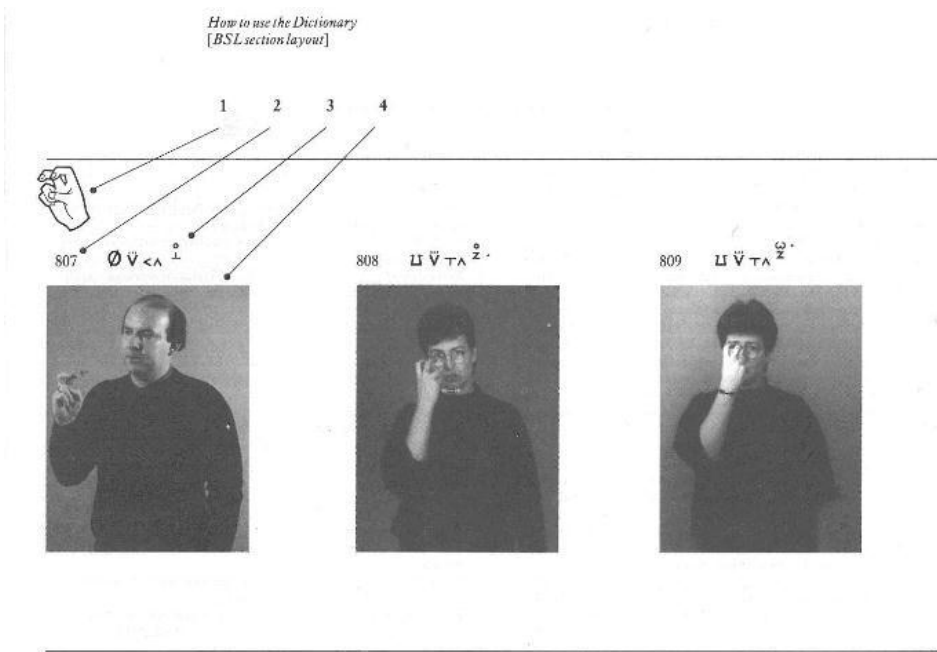 How to use the Dictionary
[BSL section layout]
1 2 3 4
807 Ø V̈ <ʌ ⊥̊
808 ⊔ V̈ ⊤ʌ z̊ ·
809 ⊔ V̈ ⊤ʌ ω z ·